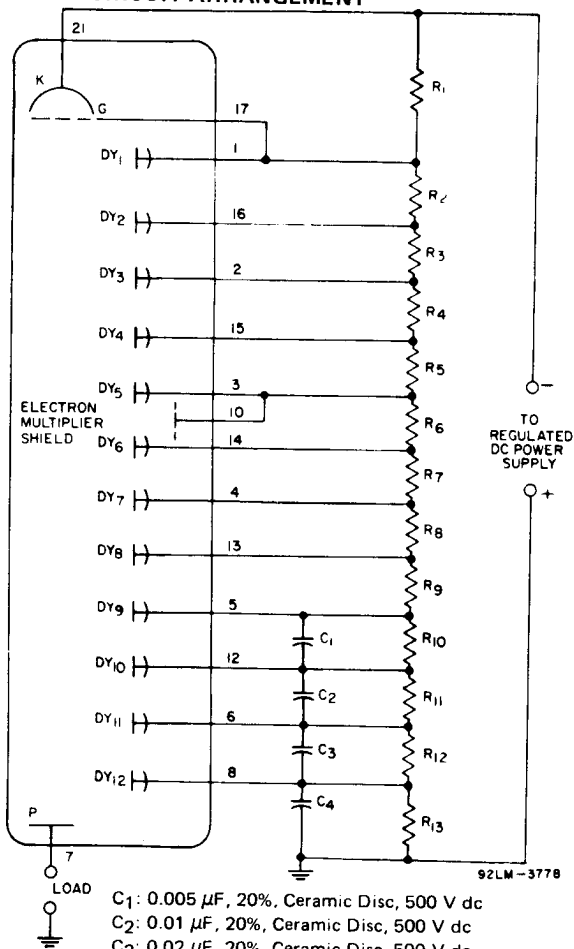 21
K
G
17
R1
DY1
1
R2
DY2
16
R3
DY3
2
R4
DY4
15
R5
DY5
3
ELECTRON
MULTIPLIER
SHIELD
10
R6
TO
REGULATED
DC POWER
SUPPLY
−
+
DY6
14
R7
DY7
4
R8
DY8
13
R9
DY9
5
C1
R10
DY10
12
C2
R11
DY11
6
C3
R12
DY12
8
C4
R13
P
7
92LM-3778
LOAD
C1: 0.005 μF, 20%, Ceramic Disc, 500 V dc
C2: 0.01 μF, 20%, Ceramic Disc, 500 V dc